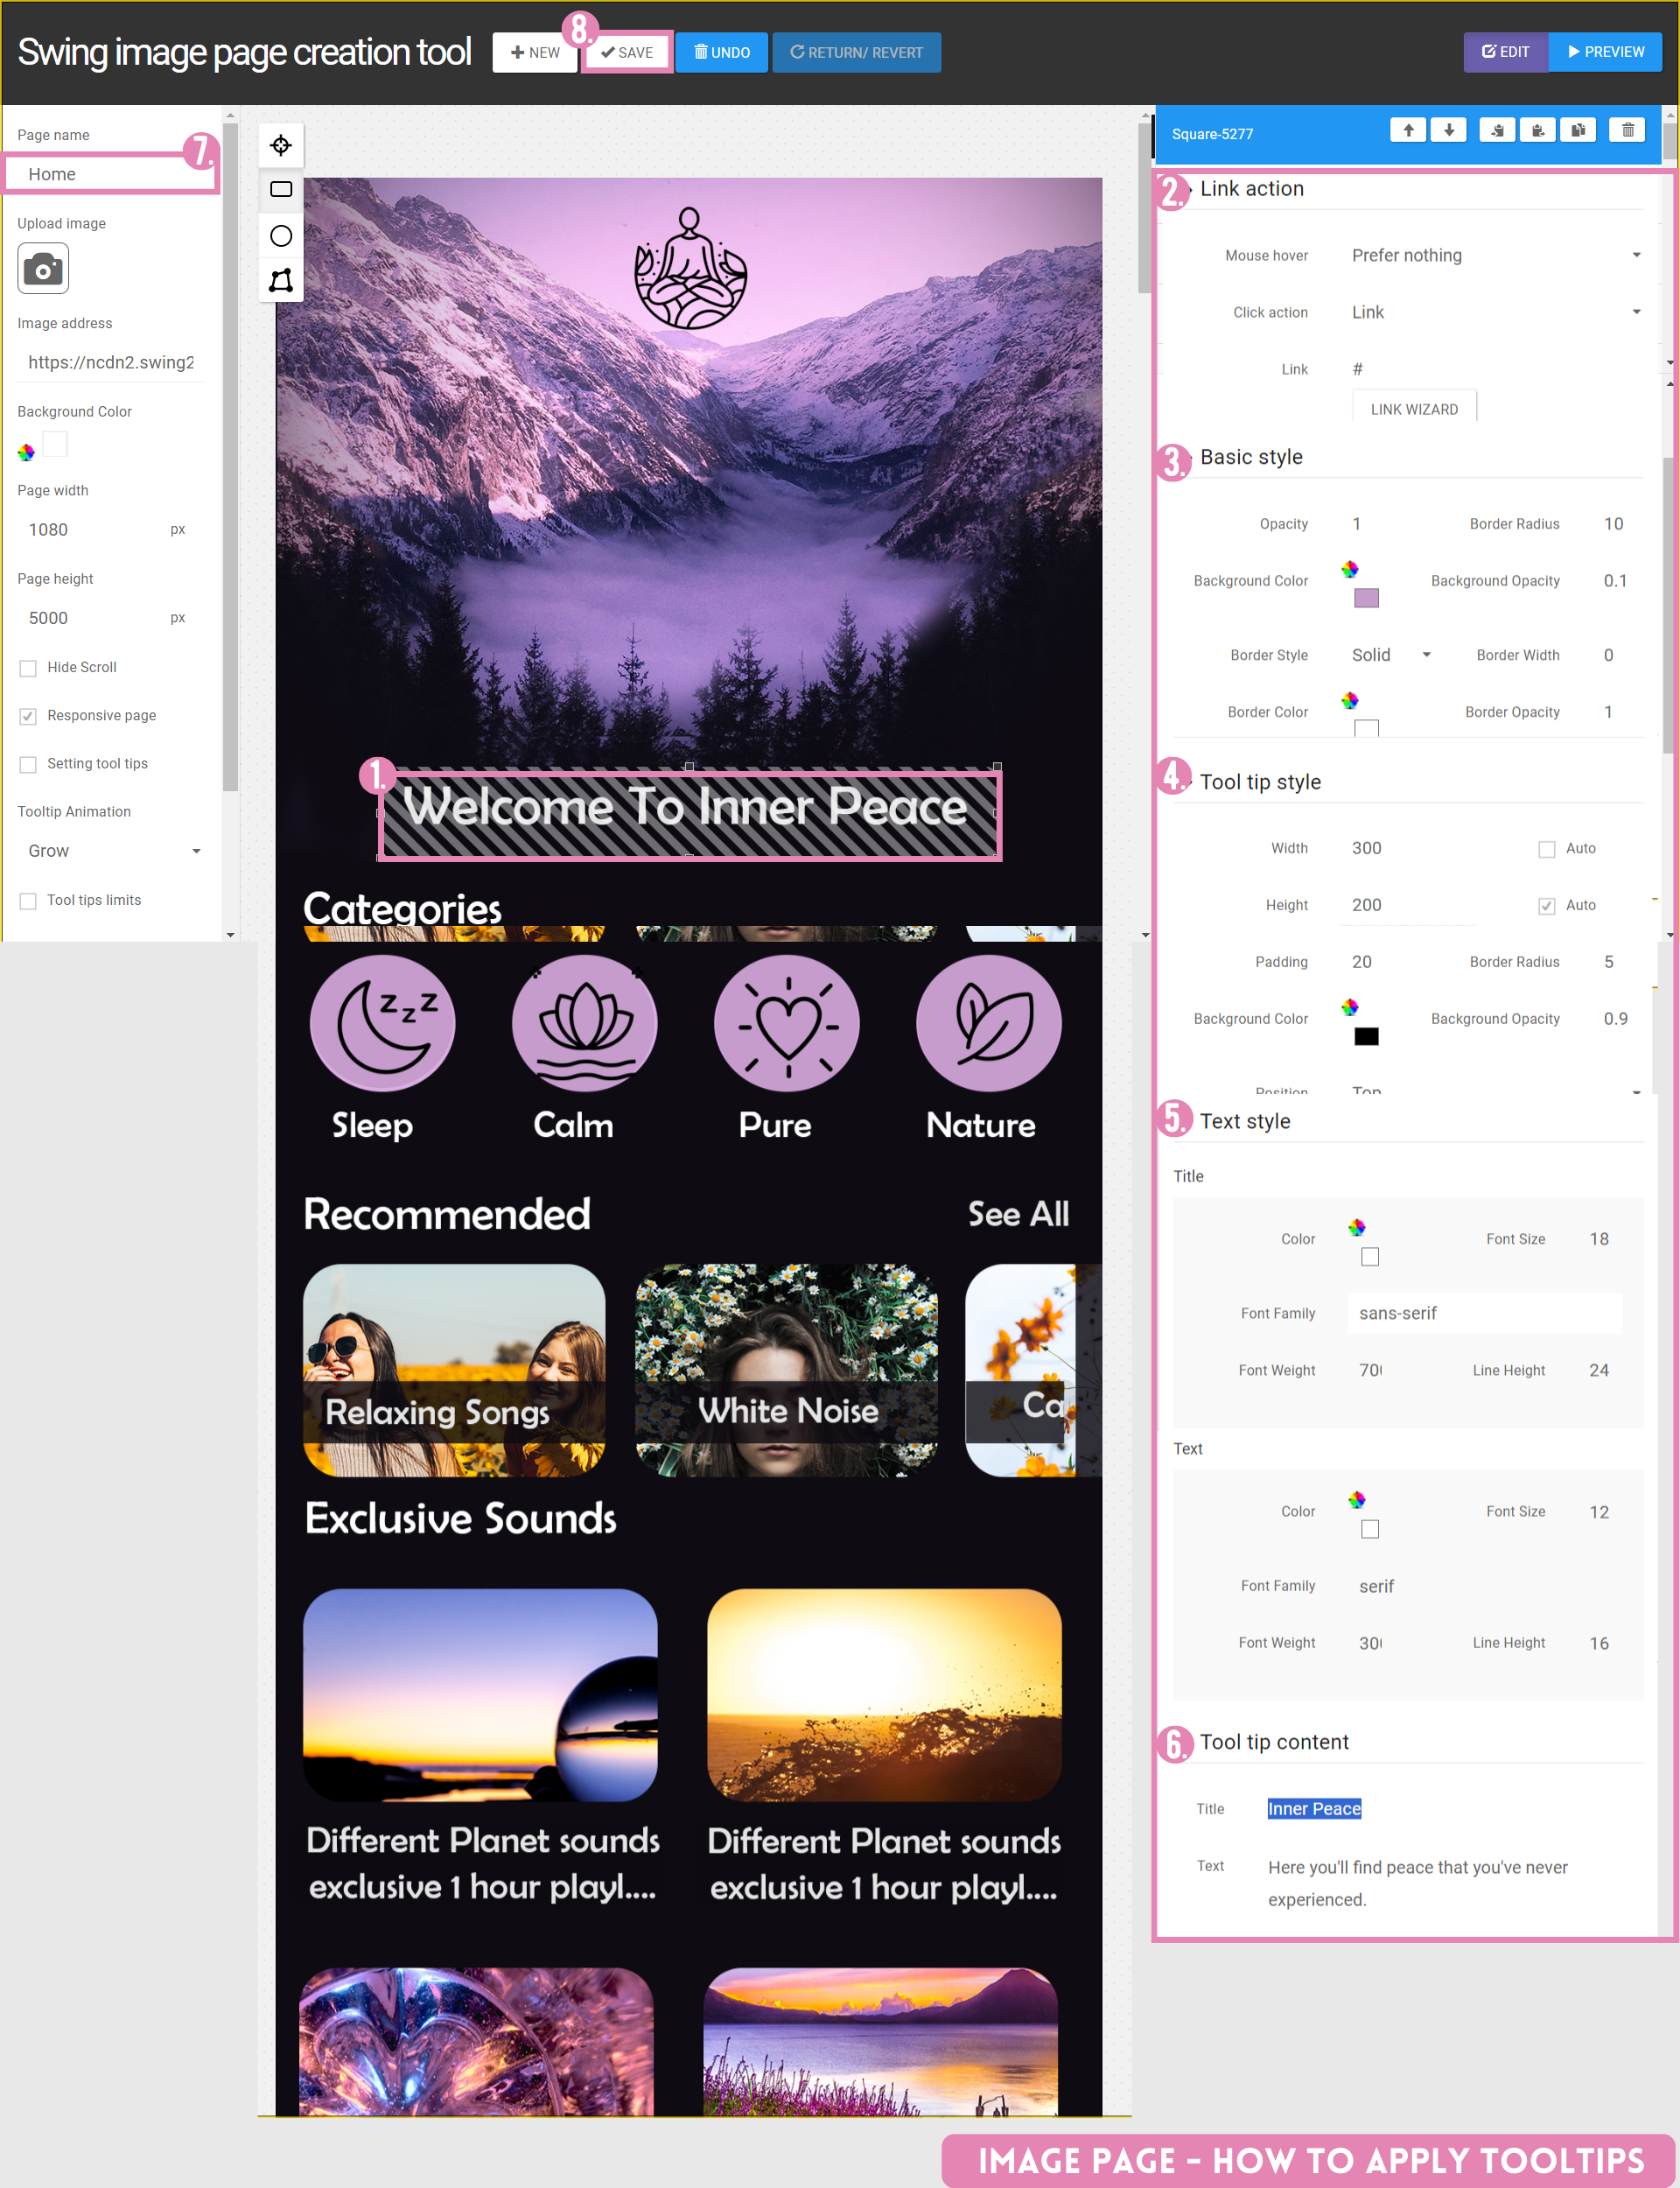 Swing image page creation tool
NEW
8.
SAVE
UNDO
RETURN/ REVERT
EDIT
PREVIEW
Page name
7.
Home
Upload image
Image address
https://ncdn2.swing2
Background Color
Page width
1080 px
Page height
5000 px
Hide Scroll
Responsive page
Setting tool tips
Tooltip Animation
Grow
Tool tips limits
1.
Welcome To Inner Peace
Categories
Sleep
Calm
Pure
Nature
Recommended
See All
Relaxing Songs
White Noise
Ca
Exclusive Sounds
Different Planet sounds
exclusive 1 hour playl....
Different Planet sounds
exclusive 1 hour playl....
Square-5277
2. Link action
Mouse hover Prefer nothing
Click action Link
Link #
LINK WIZARD
3. Basic style
Opacity 1 Border Radius 10
Background Color Background Opacity 0.1
Border Style Solid Border Width 0
Border Color Border Opacity 1
4. Tool tip style
Width 300 Auto
Height 200 Auto
Padding 20 Border Radius 5
Background Color Background Opacity 0.9
Position Top
5. Text style
Title
Color Font Size 18
Font Family sans-serif
Font Weight 700 Line Height 24
Text
Color Font Size 12
Font Family serif
Font Weight 300 Line Height 16
6. Tool tip content
Title Inner Peace
Text Here you'll find peace that you've never
experienced.
IMAGE PAGE - HOW TO APPLY TOOLTIPS